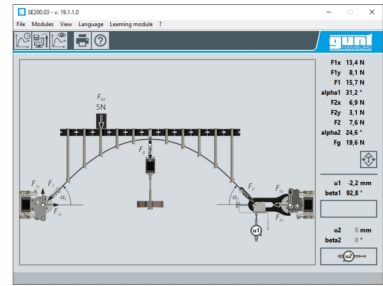 SE200.03 - v. 19.1.1.0
File Modules View Language Learning module ?
gunt
F1x 13,4 N
F1y 8,1 N
F1 15,7 N
alpha1 31,2 °
F2x 6,9 N
F2y 3,1 N
F2 7,6 N
alpha2 24,6 °
Fg 19,6 N
u1 -2,2 mm
beta1 92,8 °
u2 0 mm
beta2 0 °
u2
5N
u1